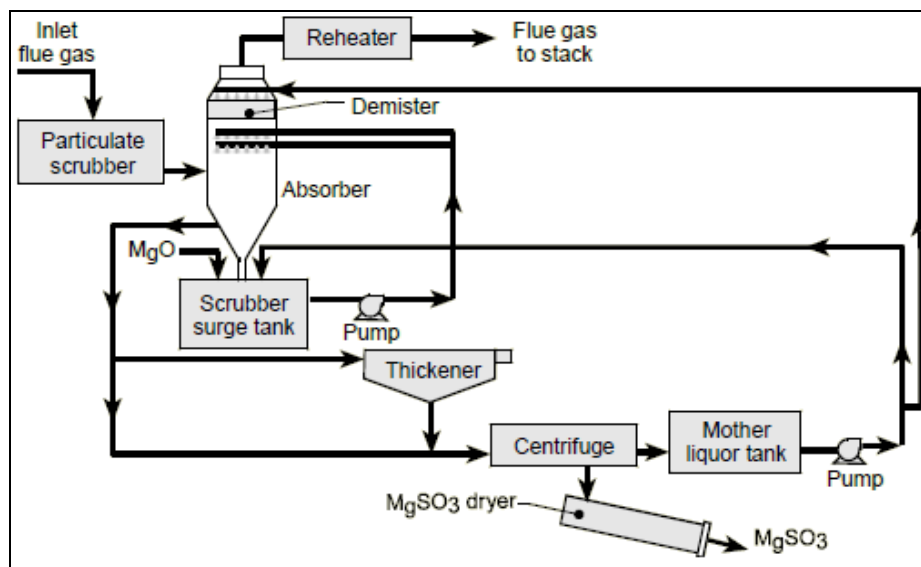 Inlet
flue gas
Reheater
Flue gas
to stack
Demister
Particulate
scrubber
Absorber
MgO
Scrubber
surge tank
Pump
Thickener
Centrifuge
Mother
liquor tank
Pump
MgSO3 dryer
MgSO3